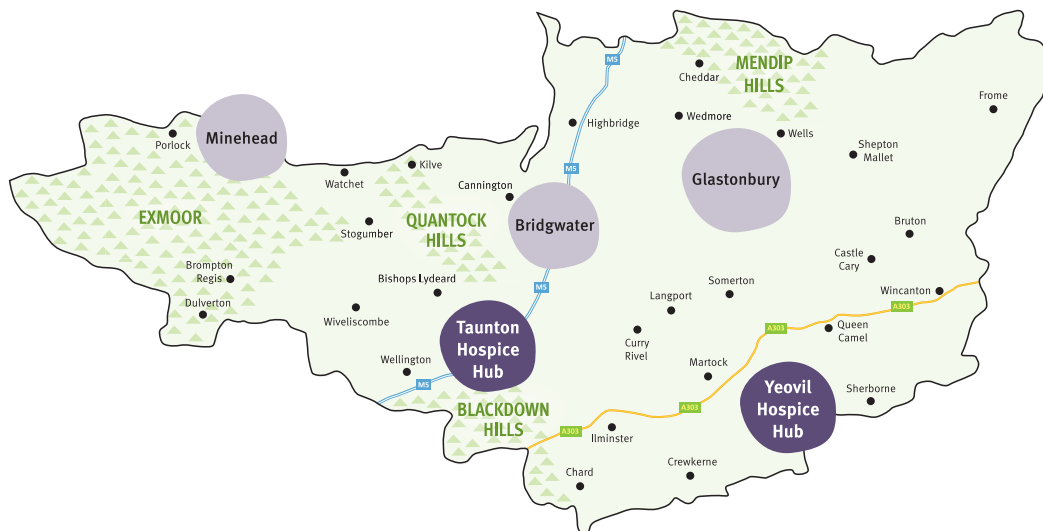 M5
MENDIP
HILLS
Cheddar
Frome
Wedmore
Highbridge
Wells
Minehead
Porlock
Shepton
Mallet
M5
Kilve
Watchet
Glastonbury
Cannington
EXMOOR
QUANTOCK
HILLS
Bridgwater
Stogumber
Bruton
Castle
Cary
Brompton
Regis
Bishops Lydeard
Somerton
Wincanton
M5
Langport
Dulverton
Wiveliscombe
Taunton
Hospice
Hub
Curry
Rivel
A303
Queen
Camel
Wellington
Martock
M5
Yeovil
Hospice
Hub
Sherborne
BLACKDOWN
HILLS
A303
A303
Ilminster
Chard
Crewkerne